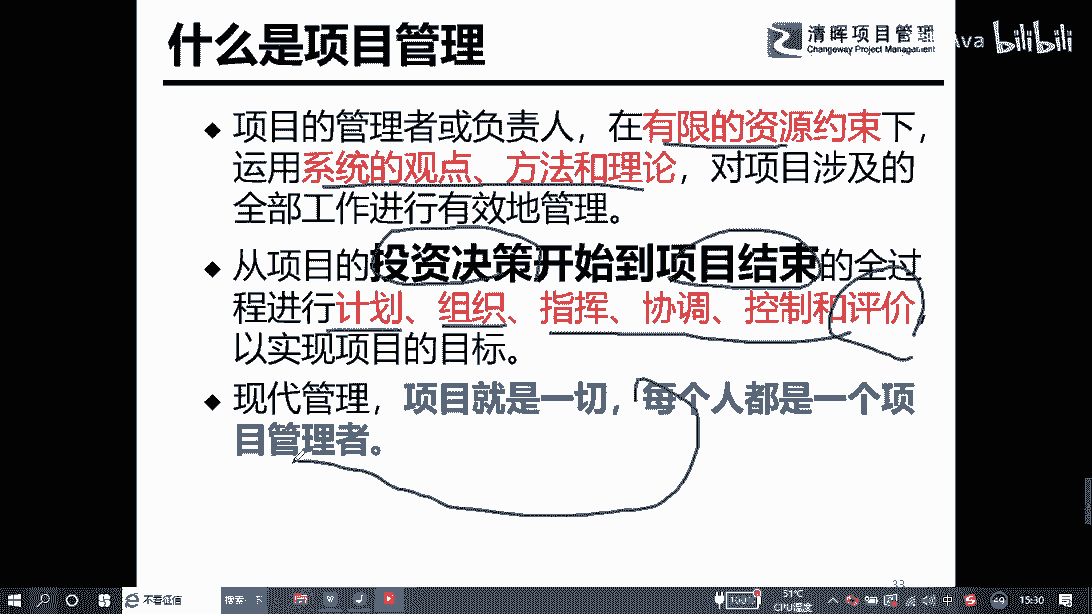 什么是项目管理
清晖项目管理
Changeway Project Management
Ava bilibili
项目的管理者或负责人，在有限的资源约束下，
运用系统的观点、方法和理论，对项目涉及的
全部工作进行有效地管理。
从项目的投资决策开始到项目结束的全过
程进行计划、组织、指挥、协调、控制和评价
以实现项目的目标。
现代管理，项目就是一切，每个人都是一个项
目管理者。
33
不看征信
搜索一下
100%
51℃
CPU温度
中
49
15:30